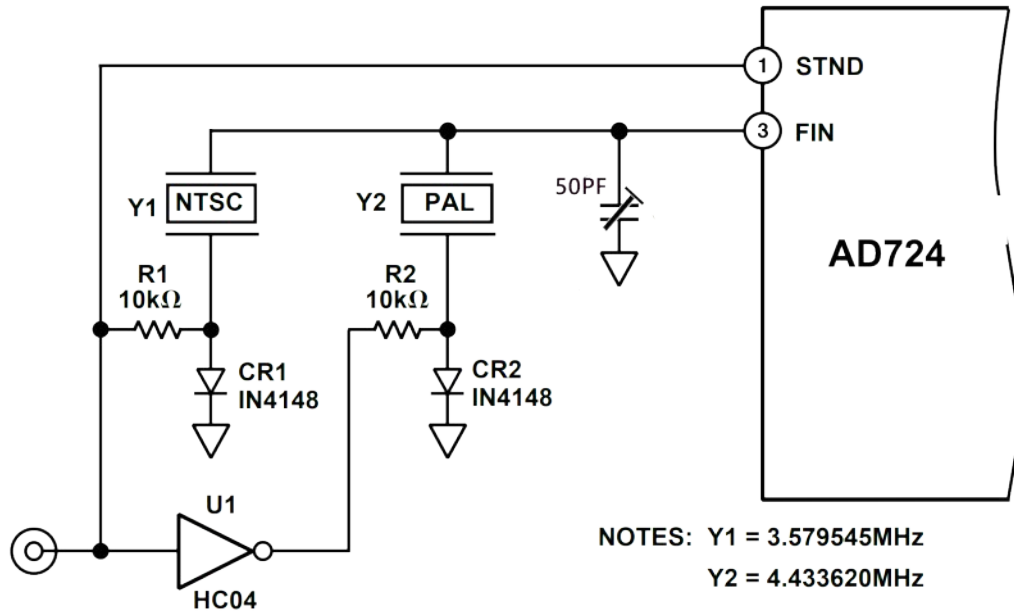 1 STND
3 FIN
50PF
Y1 NTSC
Y2 PAL
AD724
R1
10kΩ
R2
10kΩ
CR1
IN4148
CR2
IN4148
U1
HC04
NOTES: Y1 = 3.579545MHz
Y2 = 4.433620MHz